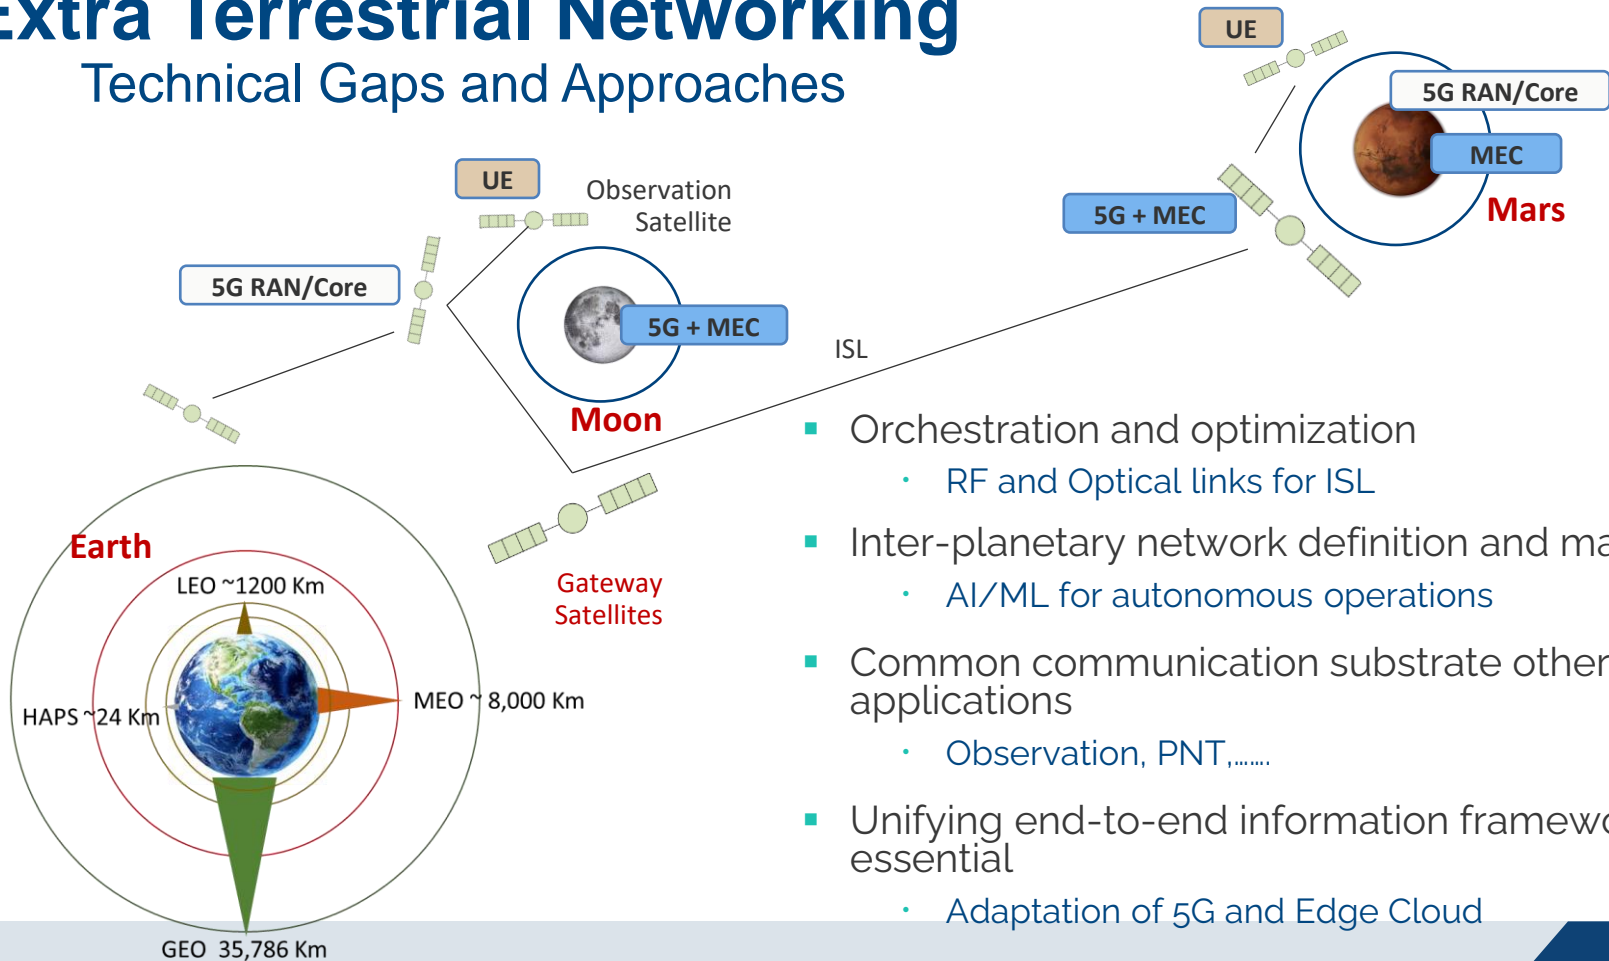 Extra Terrestrial Networking
Technical Gaps and Approaches
UE
5G RAN/Core
MEC
5G + MEC
Mars
UE
Observation
Satellite
5G RAN/Core
5G + MEC
ISL
Moon
Gateway
Satellites
Earth
LEO ~1200 Km
HAPS ~24 Km
MEO ~ 8,000 Km
GEO 35,786 Km
▪ Orchestration and optimization
• RF and Optical links for ISL
▪ Inter-planetary network definition and
• AI/ML for autonomous operations
▪ Common communication substrate other
applications
• Observation, PNT,.......
▪ Unifying end-to-end information
essential
• Adaptation of 5G and Edge Cloud